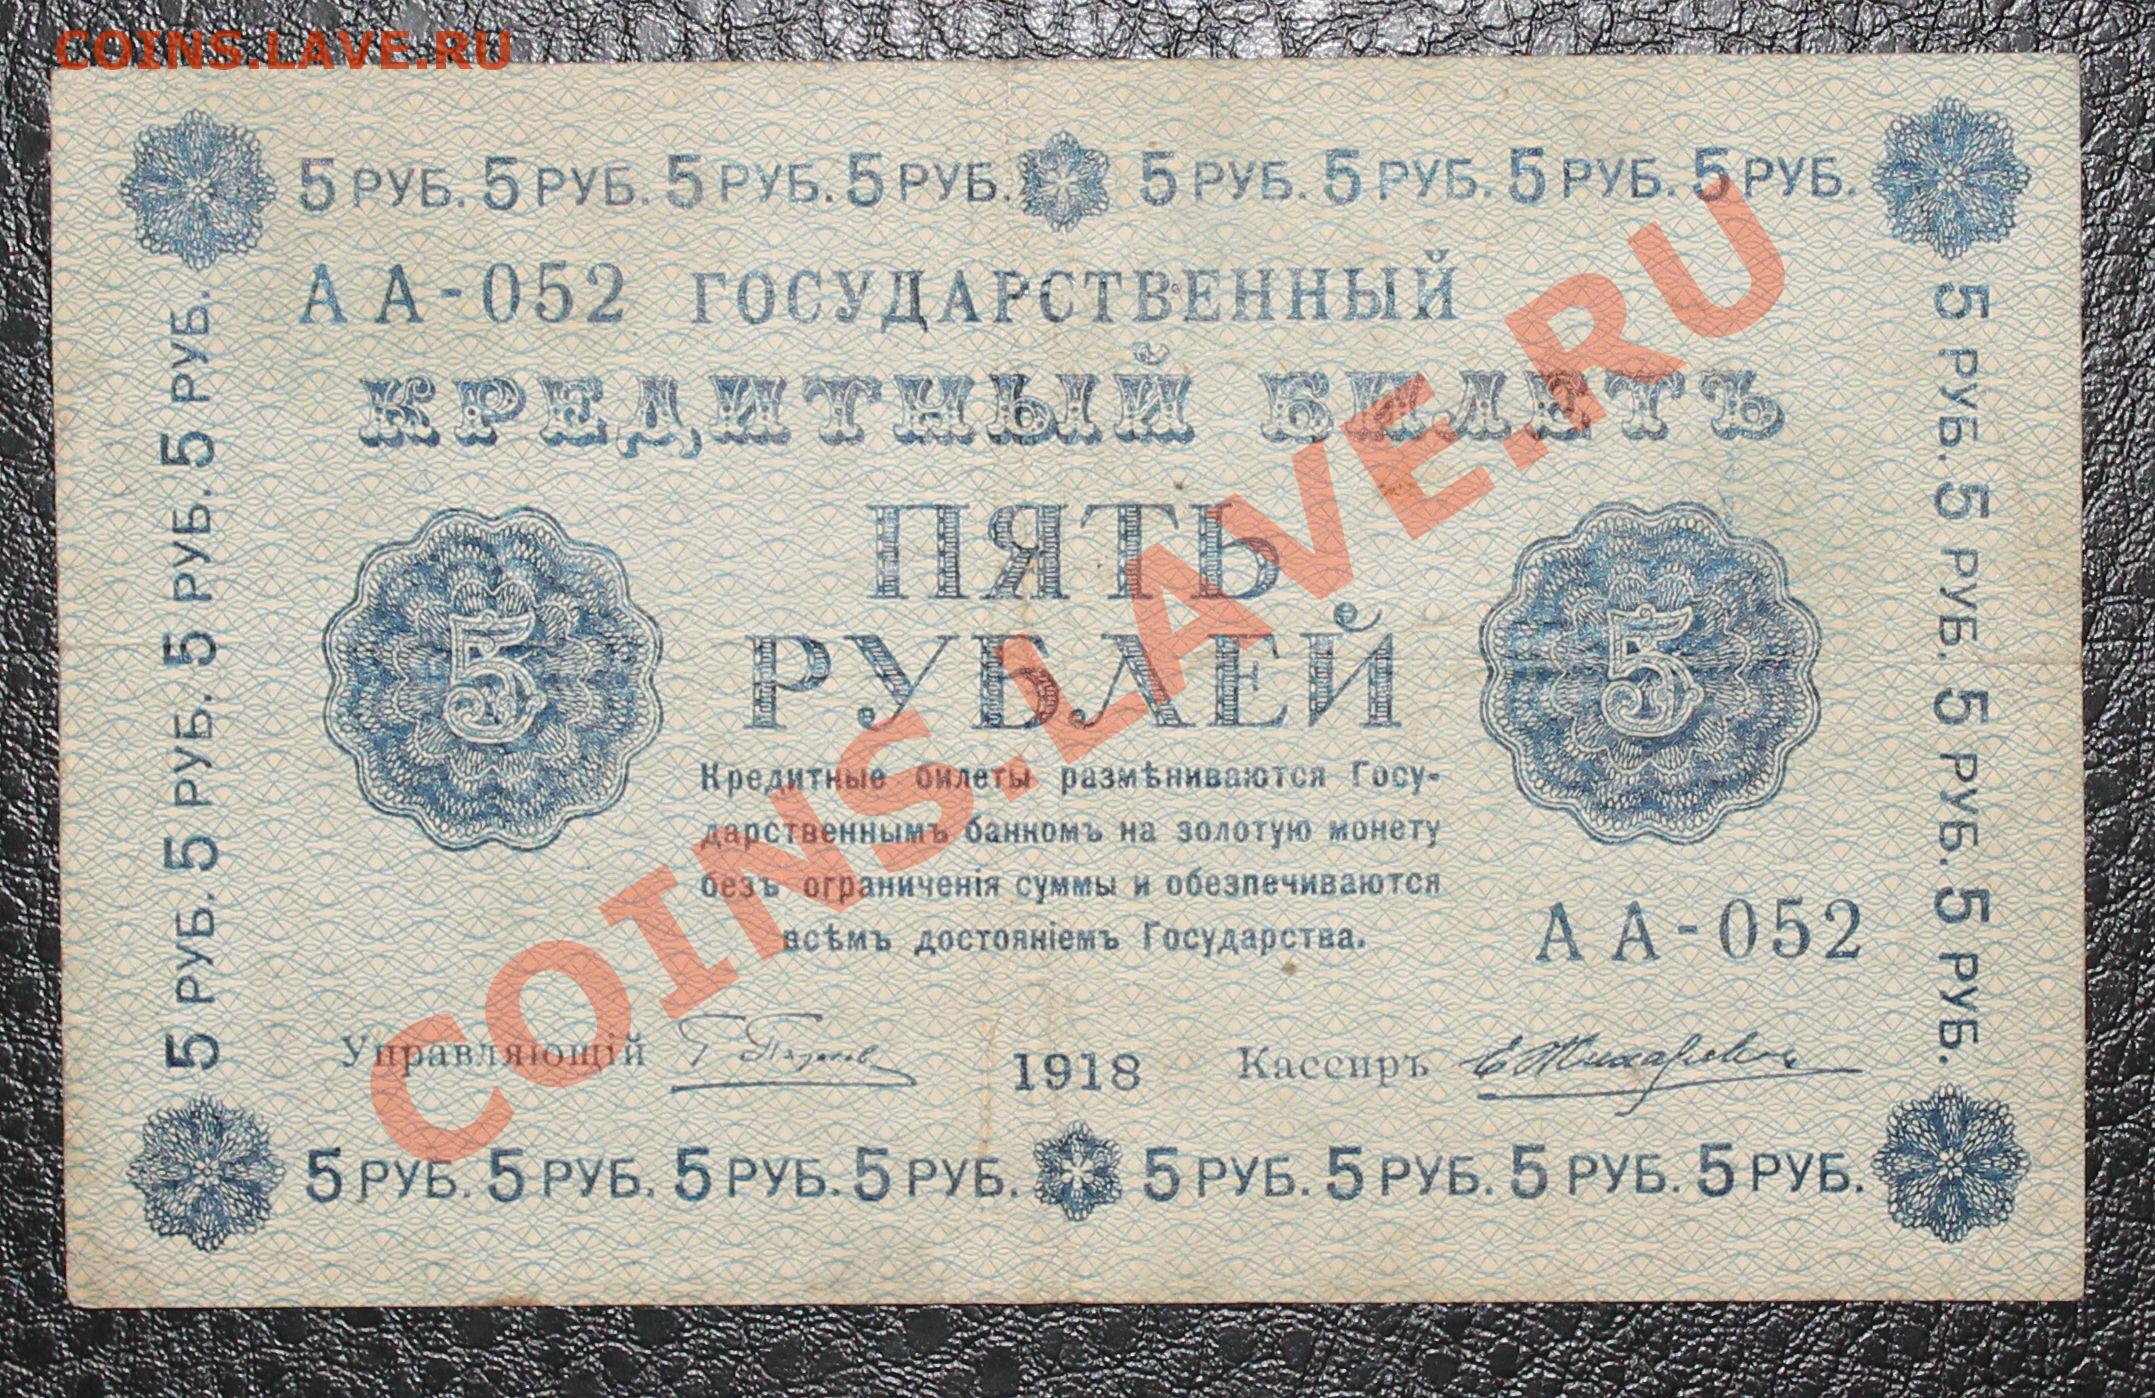 COINS.LAVE.RU
5 РУБ. 5 РУБ. 5 РУБ. 5 РУБ. 5 РУБ. 5 РУБ. 5 РУБ. 5 РУБ.
АА-052 ГОСУДАРСТВЕННЫЙ
КРЕДИТНЫЙ БИЛЕТЪ
ПЯТЬ
РУБЛЕЙ
5
5
Кредитные билеты размѣниваются Госу-
дарственнымъ банкомъ на золотую монету
безъ ограниченія суммы и обезпечиваются
всѣмъ достояніемъ Государства.
АА-052
Управляющій
1918
Кассиръ
5 РУБ. 5 РУБ. 5 РУБ. 5 РУБ. 5 РУБ. 5 РУБ. 5 РУБ. 5 РУБ.
5 РУБ. 5 РУБ. 5 РУБ. 5 РУБ.
5 РУБ. 5 РУБ. 5 РУБ. 5 РУБ.
COINS.LAVE.RU